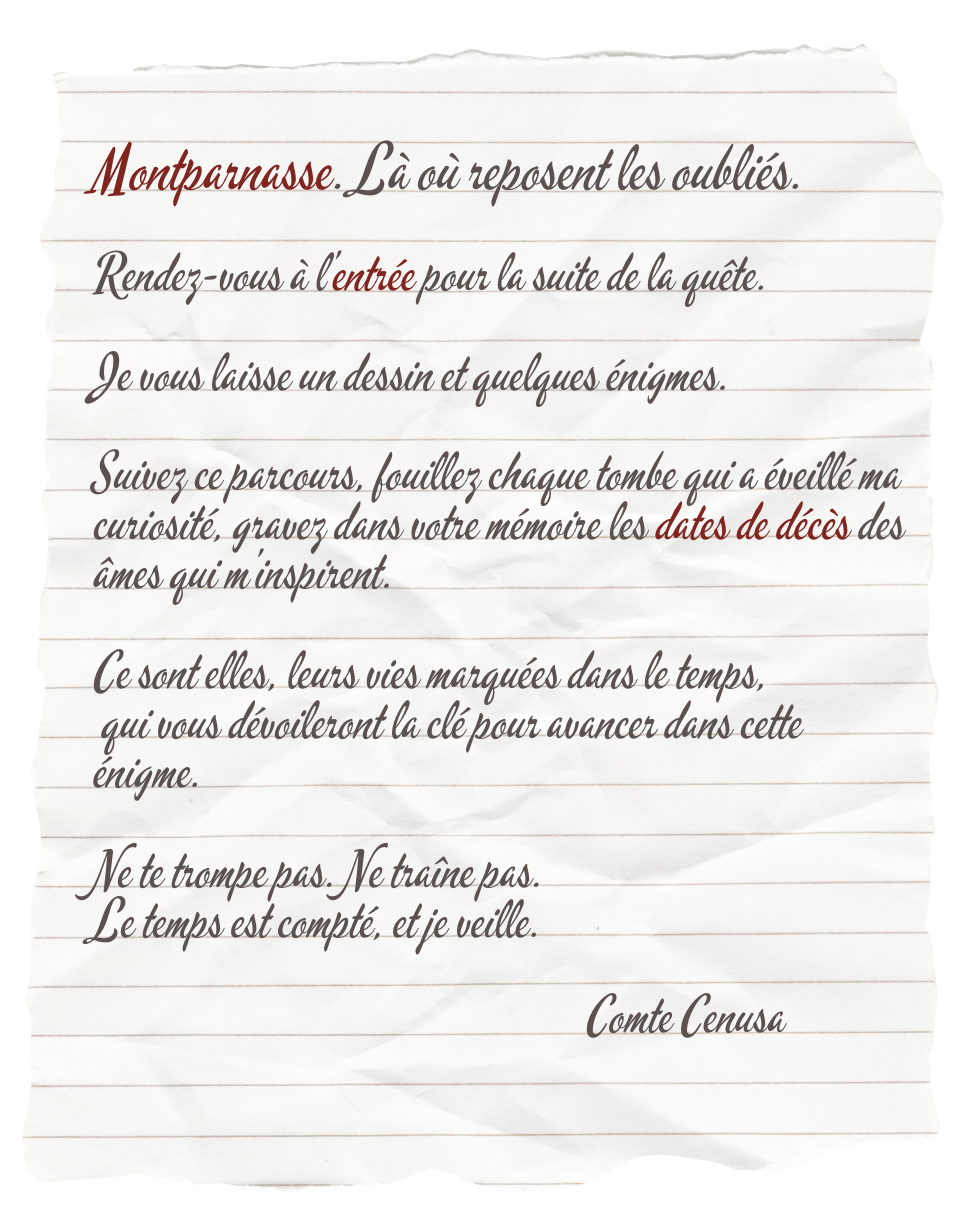 Montparnasse. Là où reposent les oubliés.
Rendez-vous à l'entrée pour la suite de la quête.
Je vous laisse un dessin et quelques énigmes.
Suivez ce parcours, fouillez chaque tombe qui a éveillé ma
curiosité, gravez dans votre mémoire les dates de décès des
âmes qui m'inspirent.
Ce sont elles, leurs vies marquées dans le temps,
qui vous dévoileront la clé pour avancer dans cette
énigme.
Ne te trompe pas. Ne traîne pas.
Le temps est compté, et je veille.
Comte Cenusa